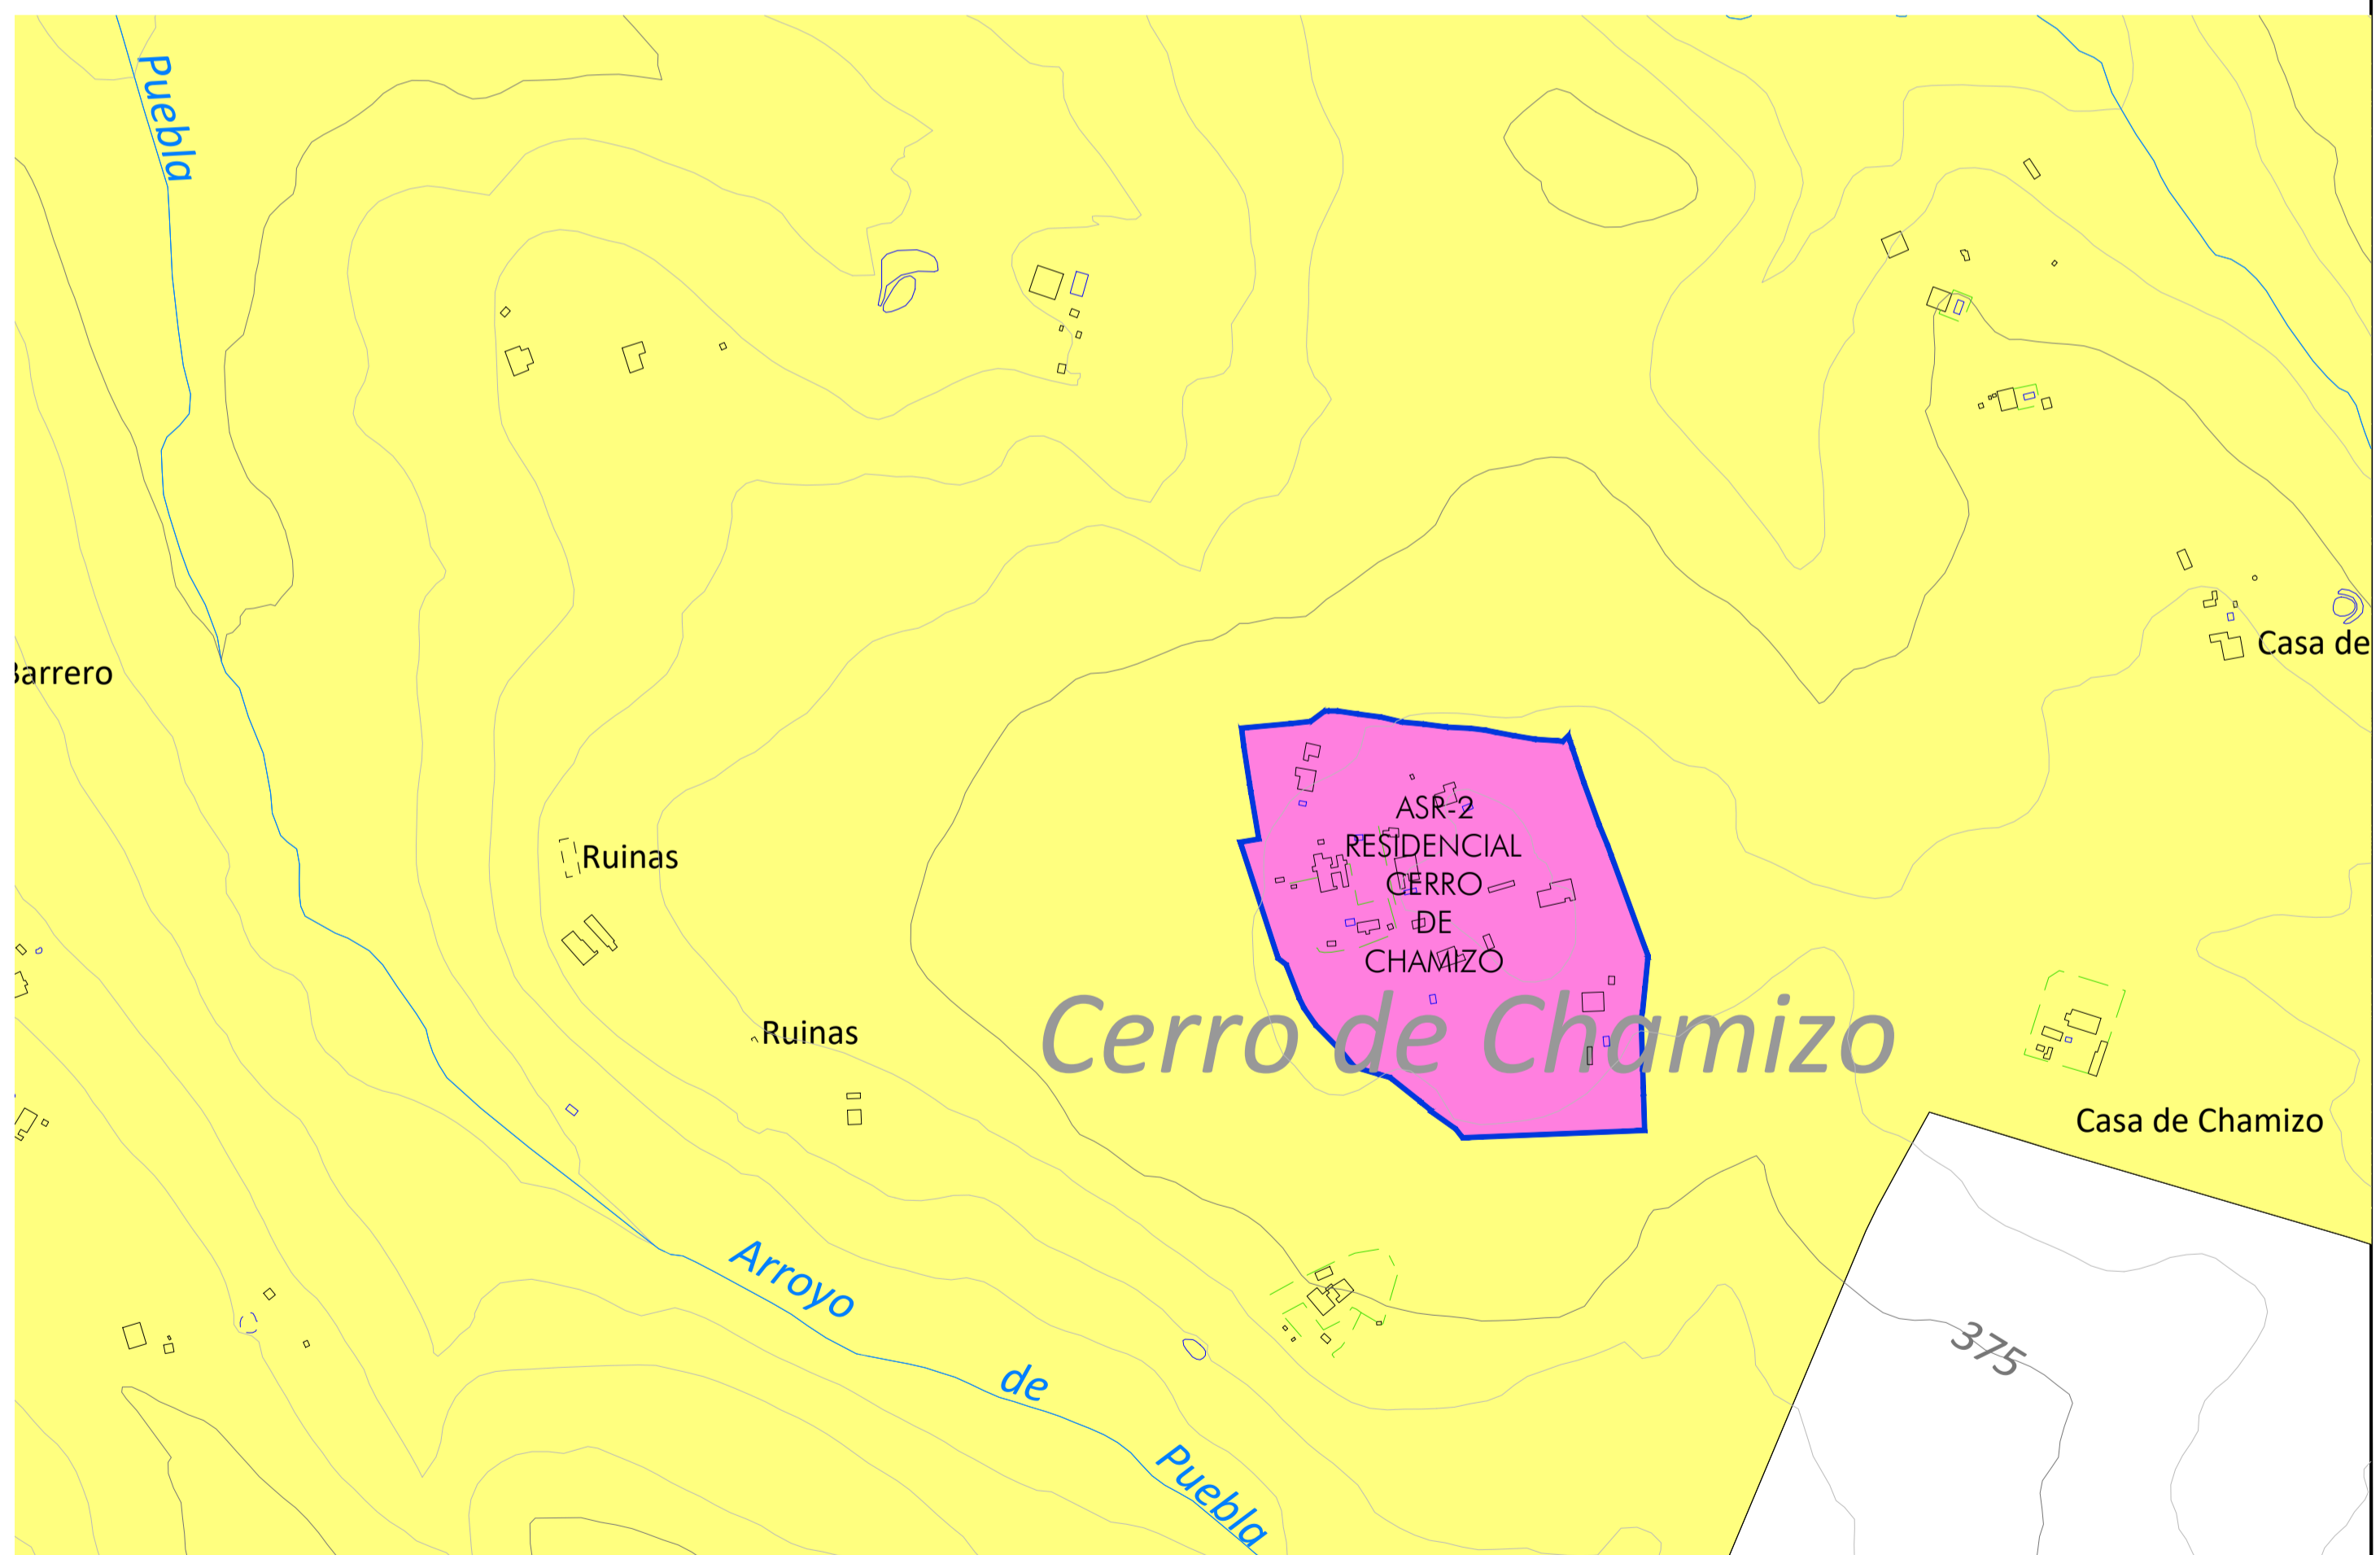 Puebla
Barrero
Casa de
ASR-2
RESIDENCIAL
CERRO
DE
CHAMIZO
Ruinas
Ruinas
Cerro de Chamizo
Casa de Chamizo
Arroyo
de
Puebla
375